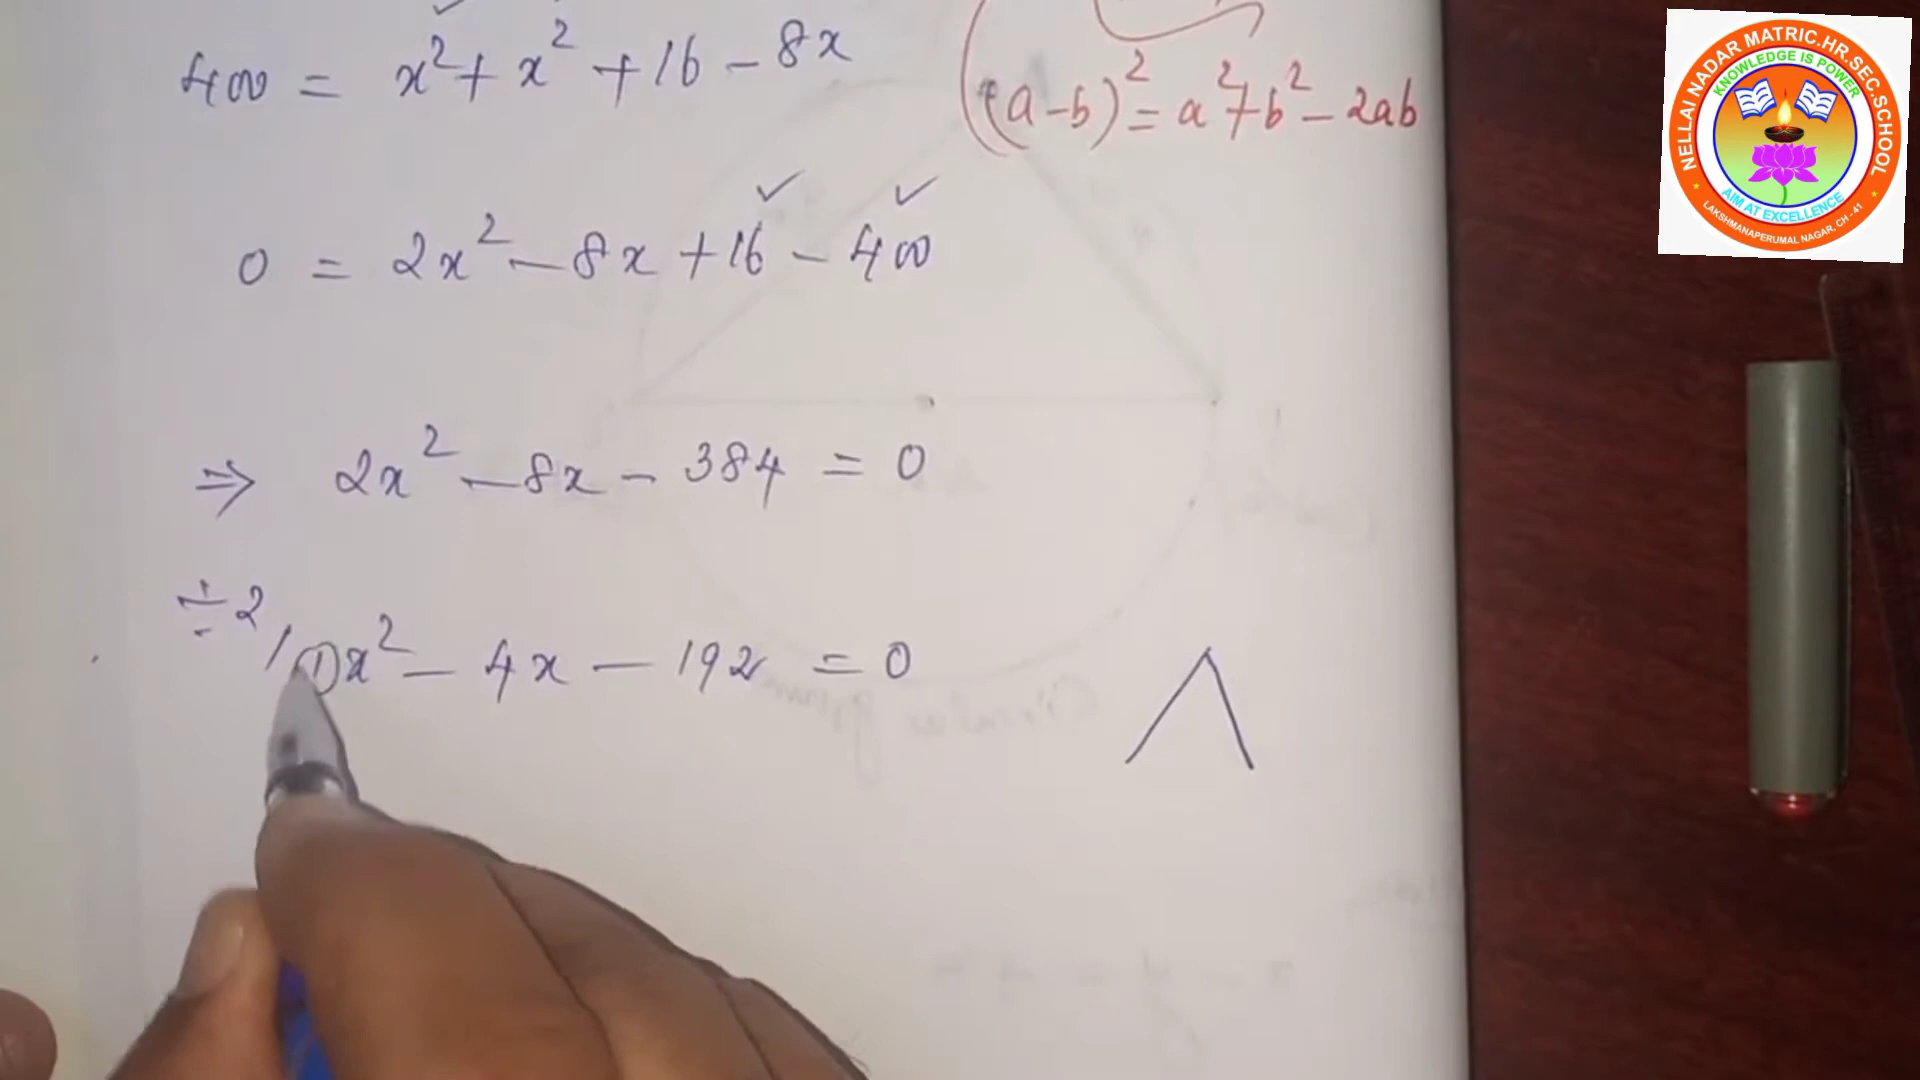 400 = x² + x² + 16 - 8x
(a-b)² = a² + b² - 2ab
0 = 2x² - 8x + 16 - 400
⇒ 2x² - 8x - 384 = 0
÷2
1x² - 4x - 192 = 0
NELLAI NADAR MATRIC.HR.SEC.SCHOOL
KNOWLEDGE IS POWER
AIM AT EXCELLENCE
LAKSHMANAPERUMAL NAGAR, CH - 41